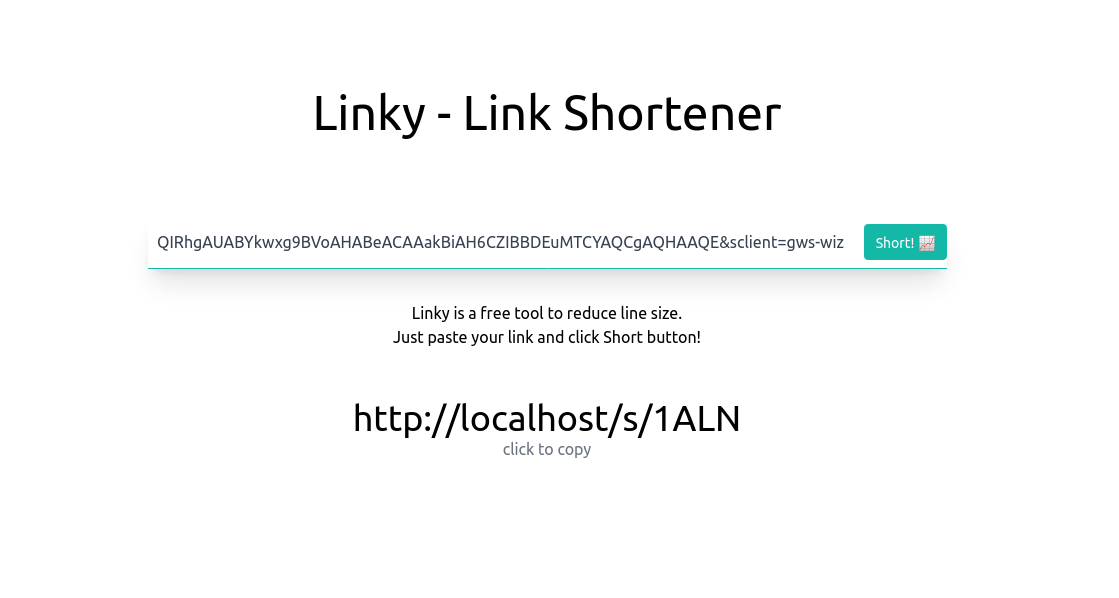 Linky - Link Shortener
QIRhgAUABYkwxg9BVoAHABeACAAakBiAH6CZIBBDEuMTCYAQCgAQHAAQE&sclient=gws-wiz
Short! 📈
Linky is a free tool to reduce line size.
Just paste your link and click Short button!
http://localhost/s/1ALN
click to copy